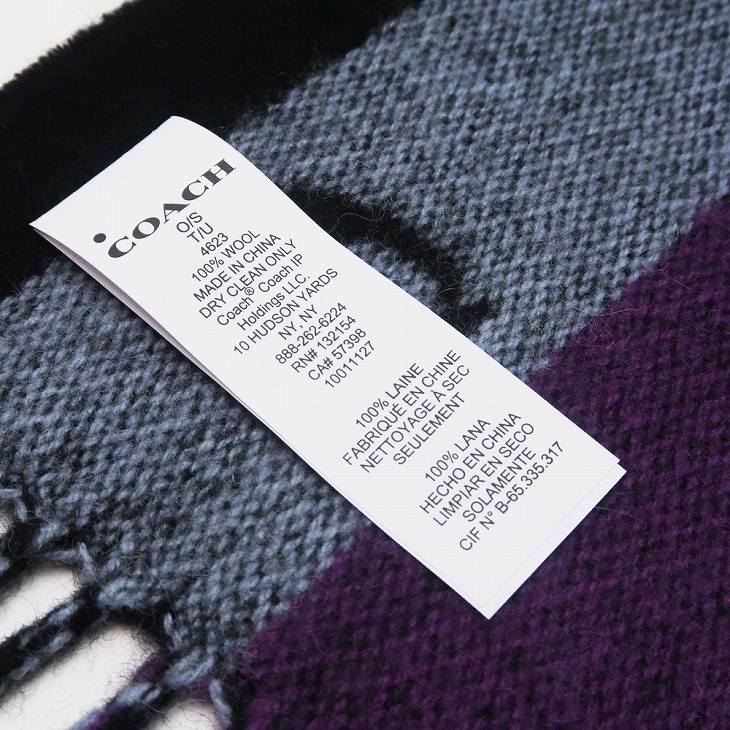 COACH
O/S
T/U
4623
100% WOOL
MADE IN CHINA
DRY CLEAN ONLY
Coach® Coach IP
Holdings LLC.
10 HUDSON YARDS
NY, NY
888-262-6224
RN# 132154
CA# 57398
10011127
100% LAINE
FABRIQUÉ EN CHINE
NETTOYAGE À SEC
SEULEMENT
100% LANA
HECHO EN CHINA
LIMPIAR EN SECO
SOLAMENTE
CIF N° B-65.335.317